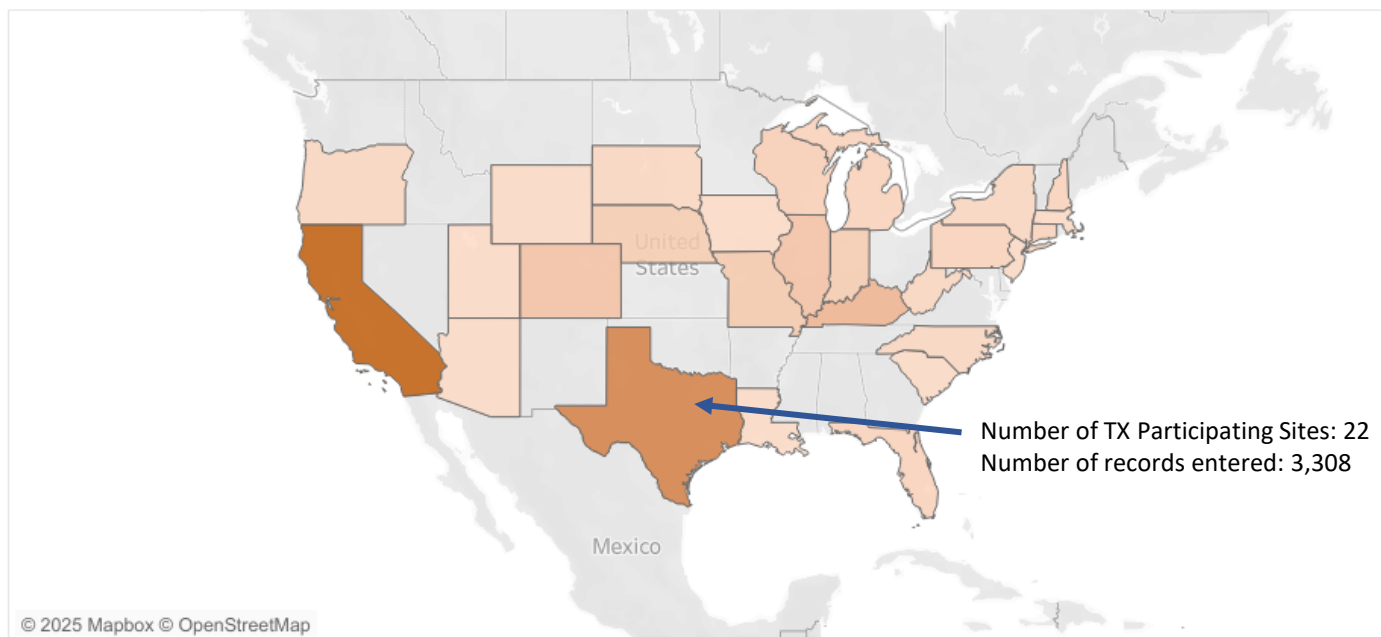 United
States
Number of TX Participating Sites: 22
Number of records entered: 3,308
Mexico
© 2025 Mapbox © OpenStreetMap